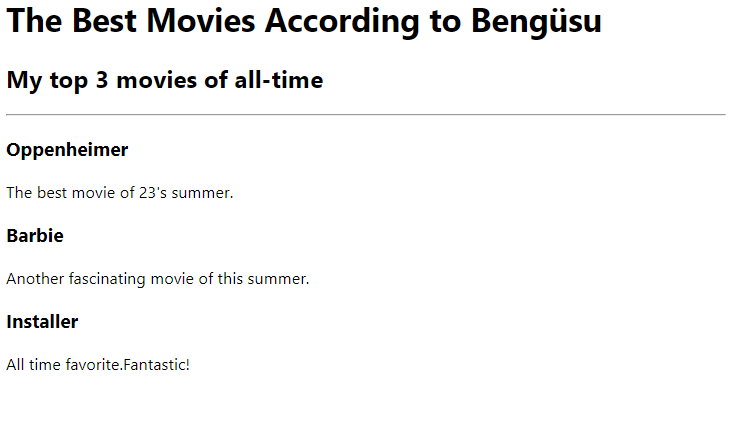 The Best Movies According to Bengüsu
My top 3 movies of all-time
Oppenheimer
The best movie of 23's summer.
Barbie
Another fascinating movie of this summer.
Installer
All time favorite.Fantastic!